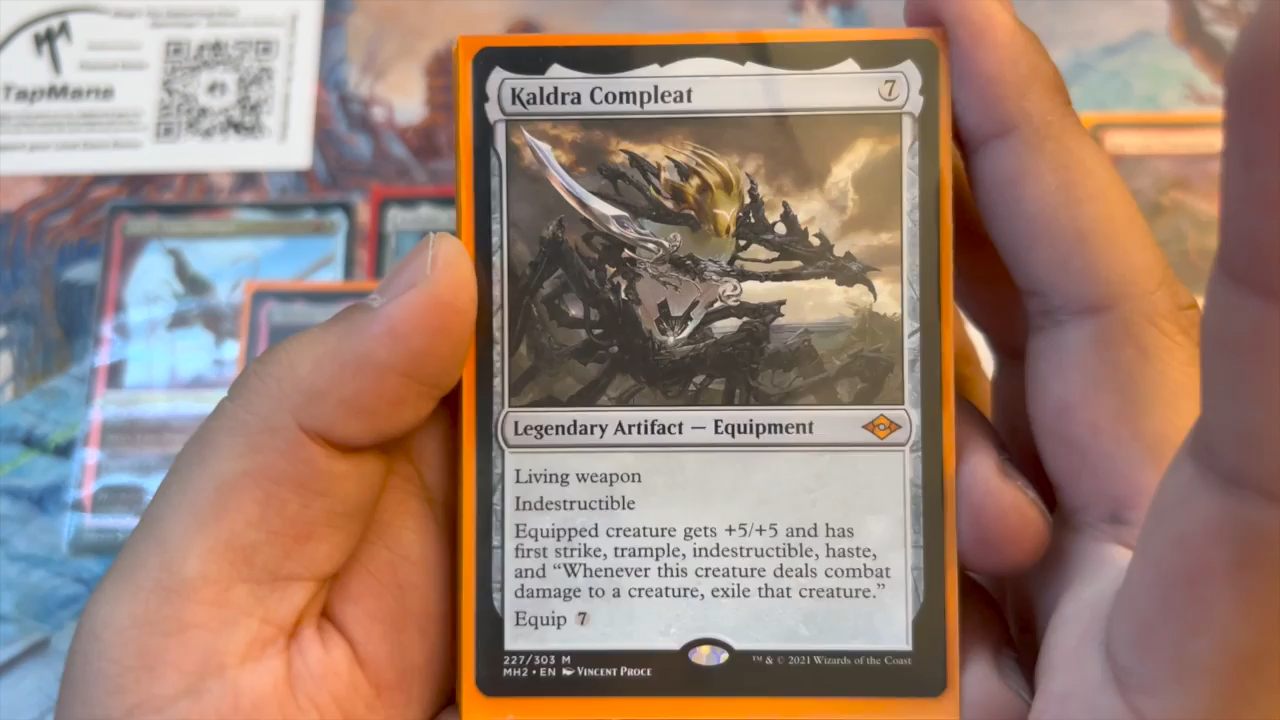 TapMana
Kaldra Compleat
7
Legendary Artifact — Equipment
Living weapon
Indestructible
Equipped creature gets +5/+5 and has
first strike, trample, indestructible, haste,
and “Whenever this creature deals combat
damage to a creature, exile that creature.”
Equip 7
227/303 M
MH2 • EN VINCENT PROCE
™ & © 2021 Wizards of the Coast